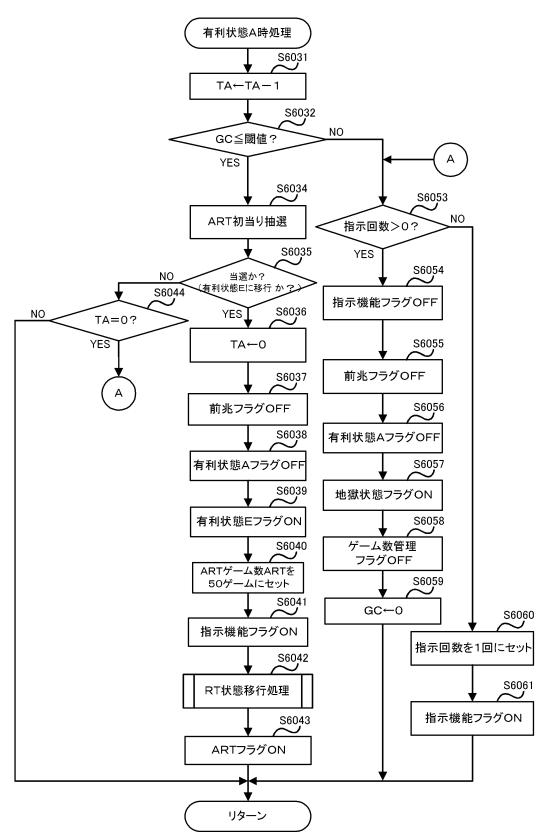 有利状態A時処理
S6031
TA←TA－1
S6032
GC≦閾値？
NO
YES
A
S6034
ART初当り抽選
S6053
指示回数＞0？
NO
YES
S6035
当選か？
（有利状態Eに移行 か？）
NO
YES
S6044
TA＝0？
NO
YES
A
S6036
TA←0
S6037
前兆フラグOFF
S6038
有利状態AフラグOFF
S6039
有利状態EフラグON
S6040
ARTゲーム数ARTを
50ゲームにセット
S6041
指示機能フラグON
S6042
RT状態移行処理
S6043
ARTフラグON
S6054
指示機能フラグOFF
S6055
前兆フラグOFF
S6056
有利状態AフラグOFF
S6057
地獄状態フラグON
S6058
ゲーム数管理
フラグOFF
S6059
GC←0
S6060
指示回数を1回にセット
S6061
指示機能フラグON
リターン